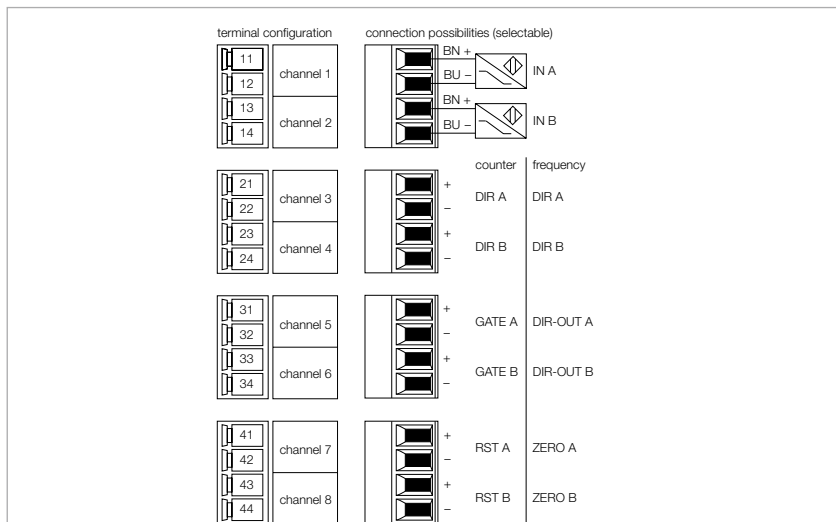 terminal configuration connection possibilities (selectable)
11 channel 1 BN + IN A
12 BU –
13 channel 2 BN + IN B
14 BU –
counter frequency
21 channel 3 + DIR A DIR A
22 –
23 channel 4 + DIR B DIR B
24 –
31 channel 5 + GATE A DIR-OUT A
32 –
33 channel 6 + GATE B DIR-OUT B
34 –
41 channel 7 + RST A ZERO A
42 –
43 channel 8 + RST B ZERO B
44 –